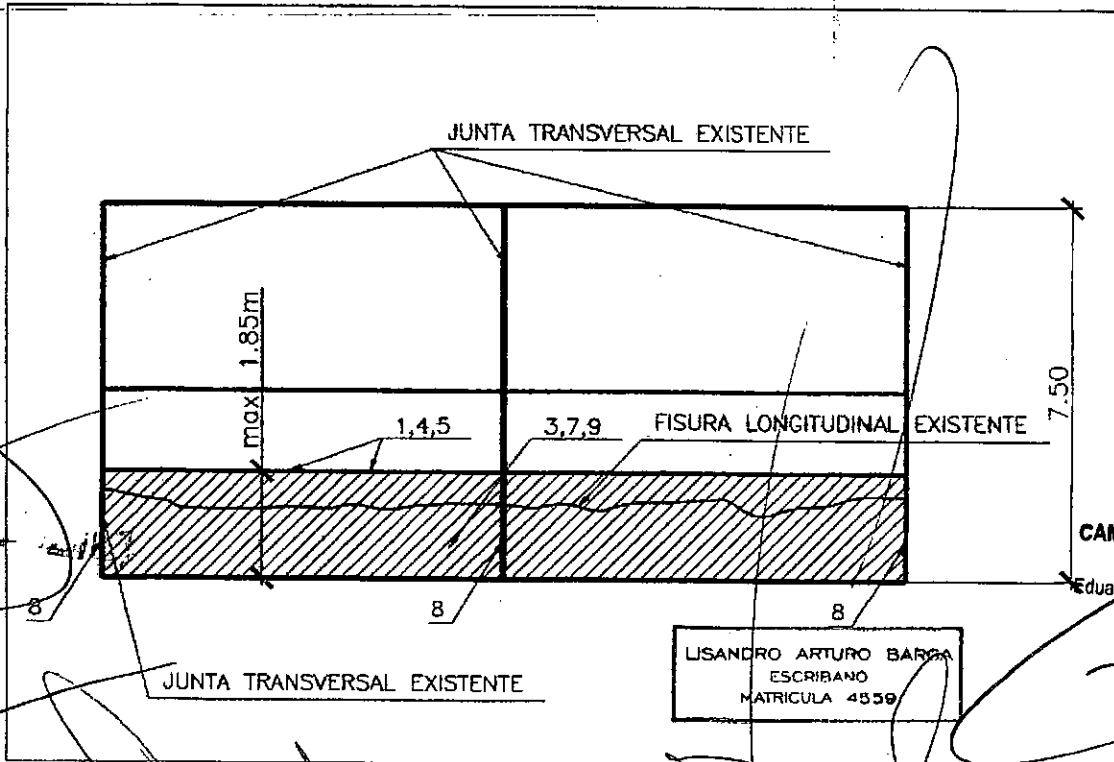 JUNTA TRANSVERSAL EXISTENTE
max 1.85m
7.50
1,4,5
3,7,9
FISURA LONGITUDINAL EXISTENTE
8
8
8
JUNTA TRANSVERSAL EXISTENTE
LISANDRO ARTURO BARGA
ESCRIBANO
MATRICULA 4559